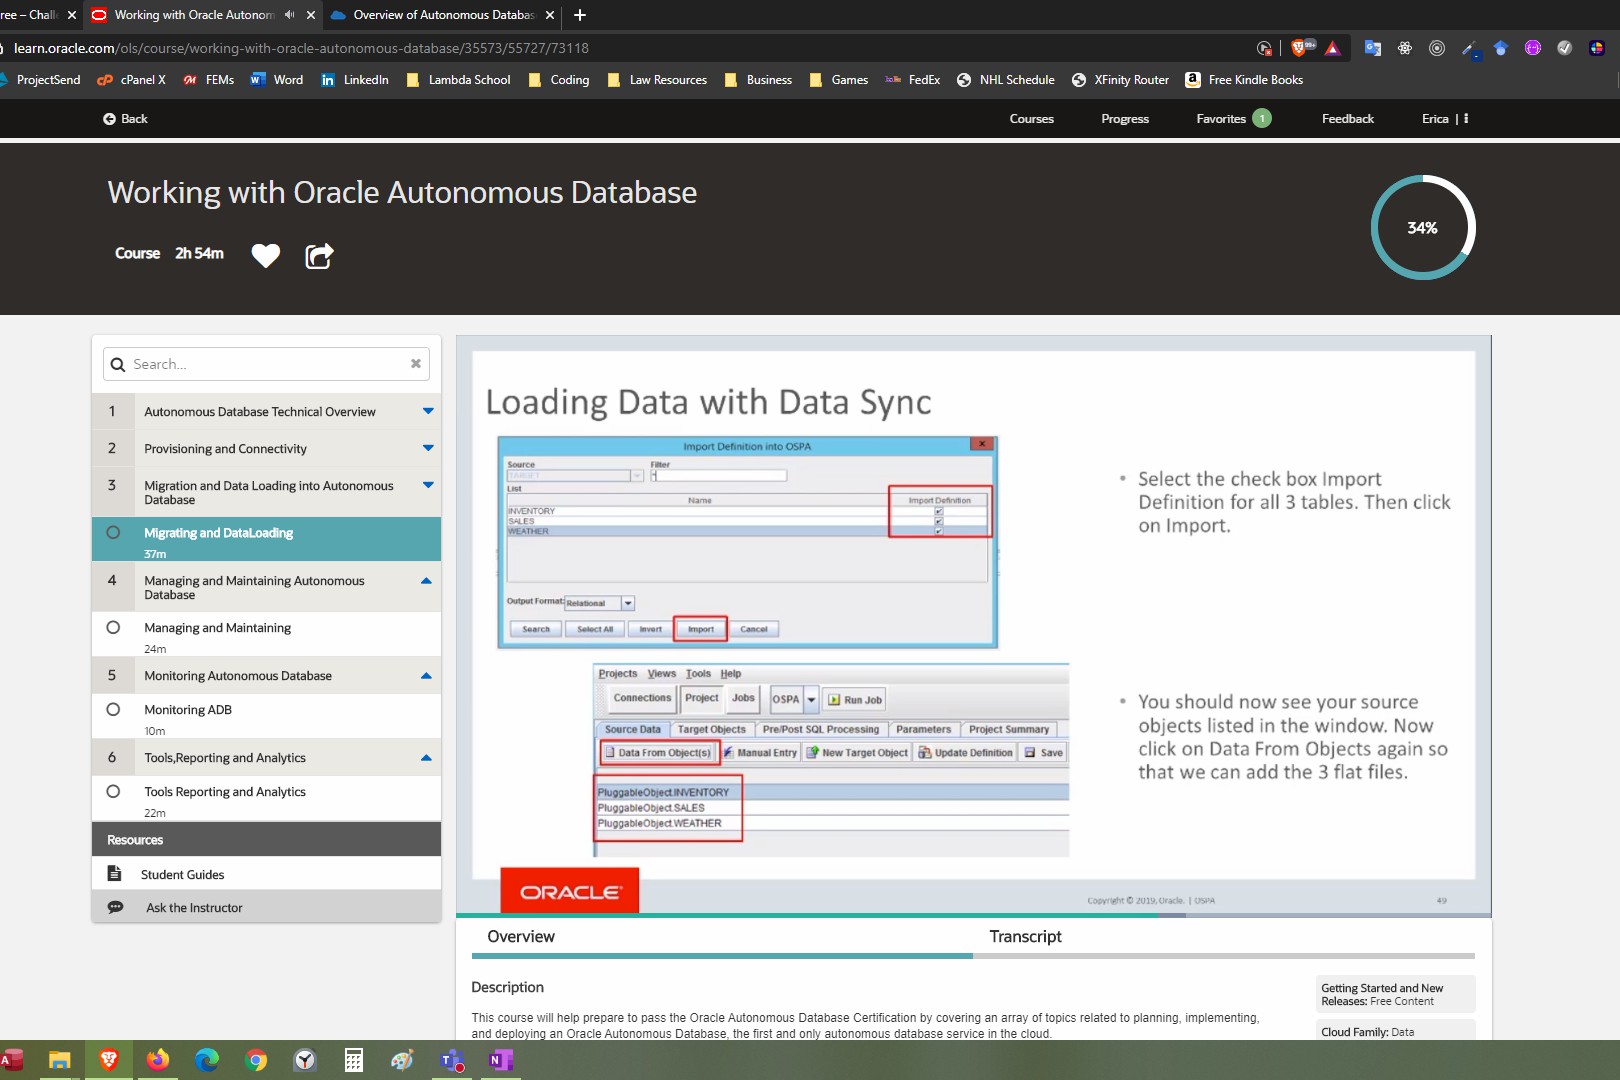 ree – Chall
Working with Oracle Autonom
Overview of Autonomous Databas
learn.oracle.com/ols/course/working-with-oracle-autonomous-database/35573/55727/73118
99+
ProjectSend
cPanel X
FEMs
Word
LinkedIn
Lambda School
Coding
Law Resources
Business
Games
FedEx
NHL Schedule
XFinity Router
Free Kindle Books
Back
Courses
Progress
Favorites 1
Feedback
Erica |
Working with Oracle Autonomous Database
Course 2h 54m
34%
Search...
1 Autonomous Database Technical Overview
2 Provisioning and Connectivity
3 Migration and Data Loading into Autonomous
Database
Migrating and DataLoading
37m
4 Managing and Maintaining Autonomous
Database
Managing and Maintaining
24m
5 Monitoring Autonomous Database
Monitoring ADB
10m
6 Tools,Reporting and Analytics
Tools Reporting and Analytics
22m
Resources
Student Guides
Ask the Instructor
Loading Data with Data Sync
Import Definition into OSPA
Source
Filter
TARGET
List
Name
Import Definition
INVENTORY
SALES
WEATHER
Output Format: Relational
Search
Select All
Invert
Import
Cancel
• Select the check box Import
Definition for all 3 tables. Then click
on Import.
Projects Views Tools Help
Connections
Project
Jobs
OSPA
Run Job
Source Data
Target Objects
Pre/Post SQL Processing
Parameters
Project Summary
Data From Object(s)
Manual Entry
New Target Object
Update Definition
Save
PluggableObject.INVENTORY
PluggableObject.SALES
PluggableObject.WEATHER
• You should now see your source
objects listed in the window. Now
click on Data From Objects again so
that we can add the 3 flat files.
ORACLE
Copyright © 2019, Oracle. | OSPA
49
Overview
Transcript
Description
This course will help prepare to pass the Oracle Autonomous Database Certification by covering an array of topics related to planning, implementing,
and deploying an Oracle Autonomous Database, the first and only autonomous database service in the cloud.
Getting Started and New
Releases: Free Content
Cloud Family: Data